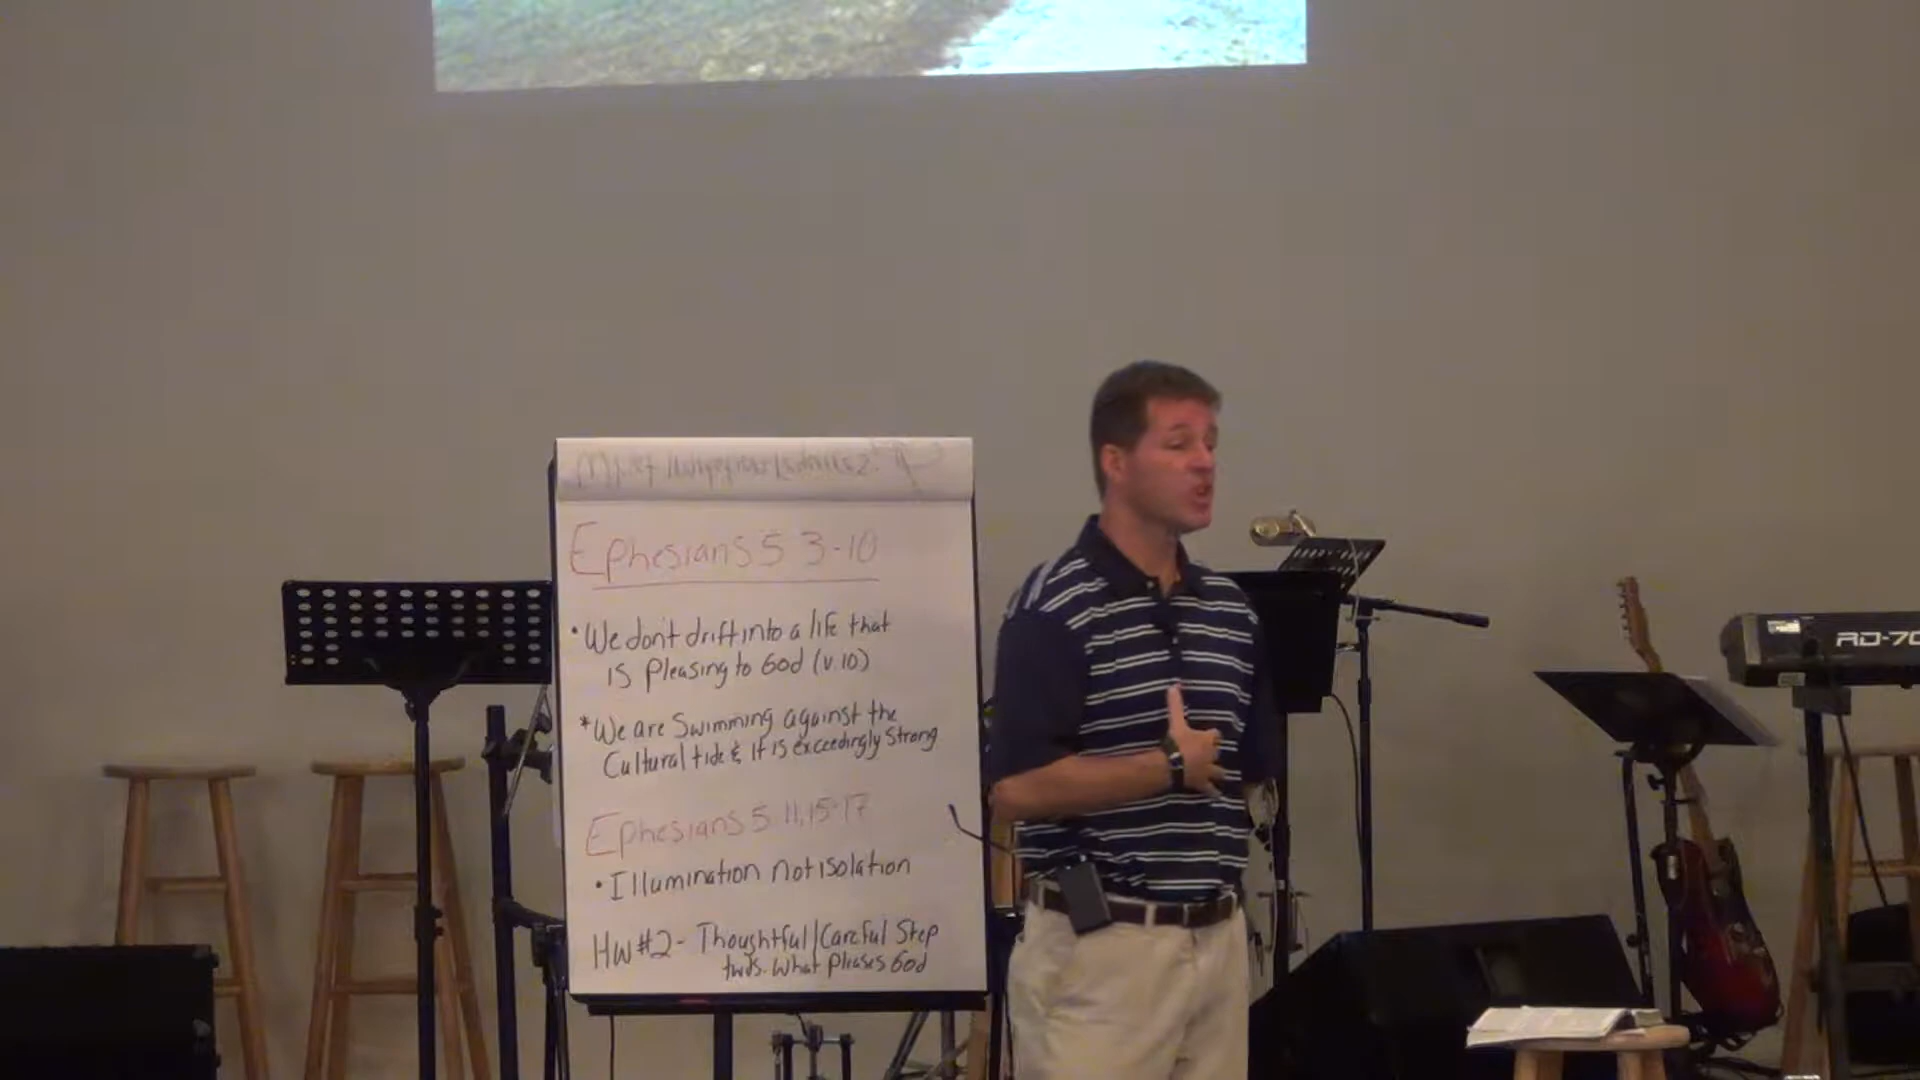 Ephesians 5 3-10
• We don't drift into a life that
is pleasing to God (v.10)
* We are Swimming against the
Cultural tide & it is exceedingly strong
Ephesians 5 11,15-17
• Illumination not isolation
HW#2 - Thoughtful/Careful Step
twds. What Pleases God
RD-70